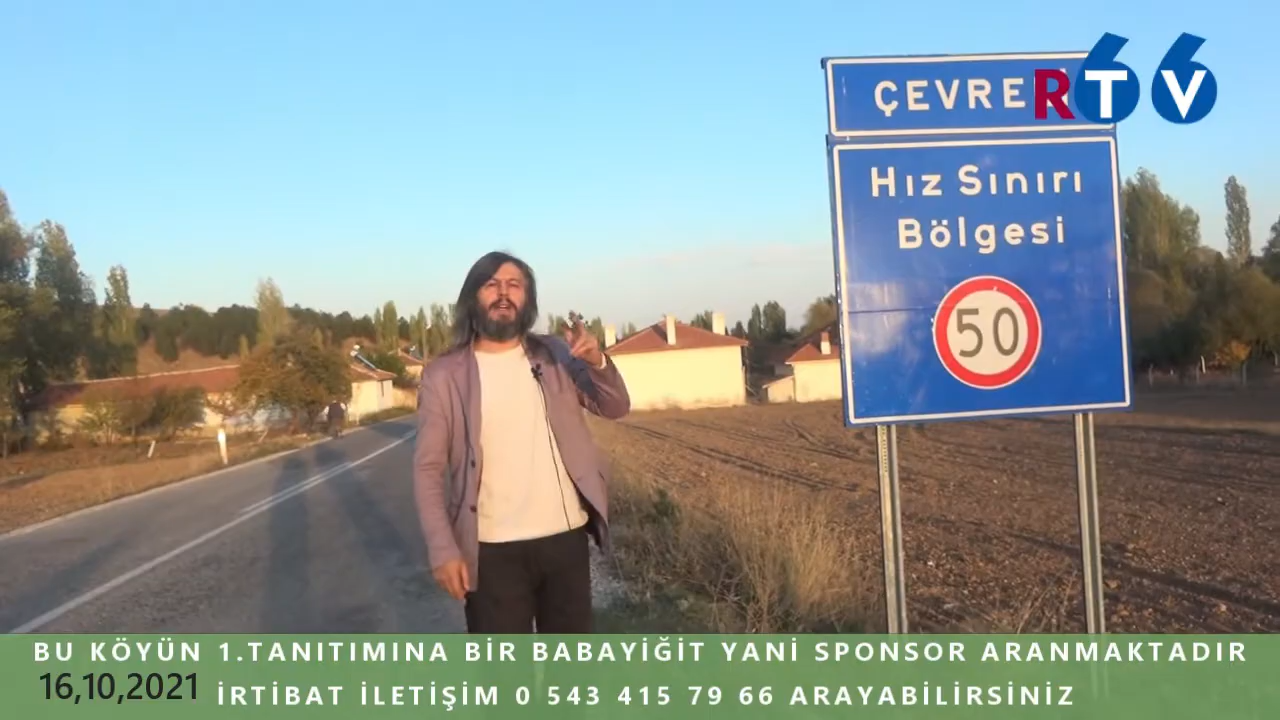 ÇEVRE
RTV
66
Hız Sınırı
Bölgesi
50
BU KÖYÜN 1.TANITIMINA BİR BABAYİĞİT YANİ SPONSOR ARANMAKTADIR
16,10,2021
İRTİBAT İLETİŞİM 0 543 415 79 66 ARAYABİLİRSİNİZ